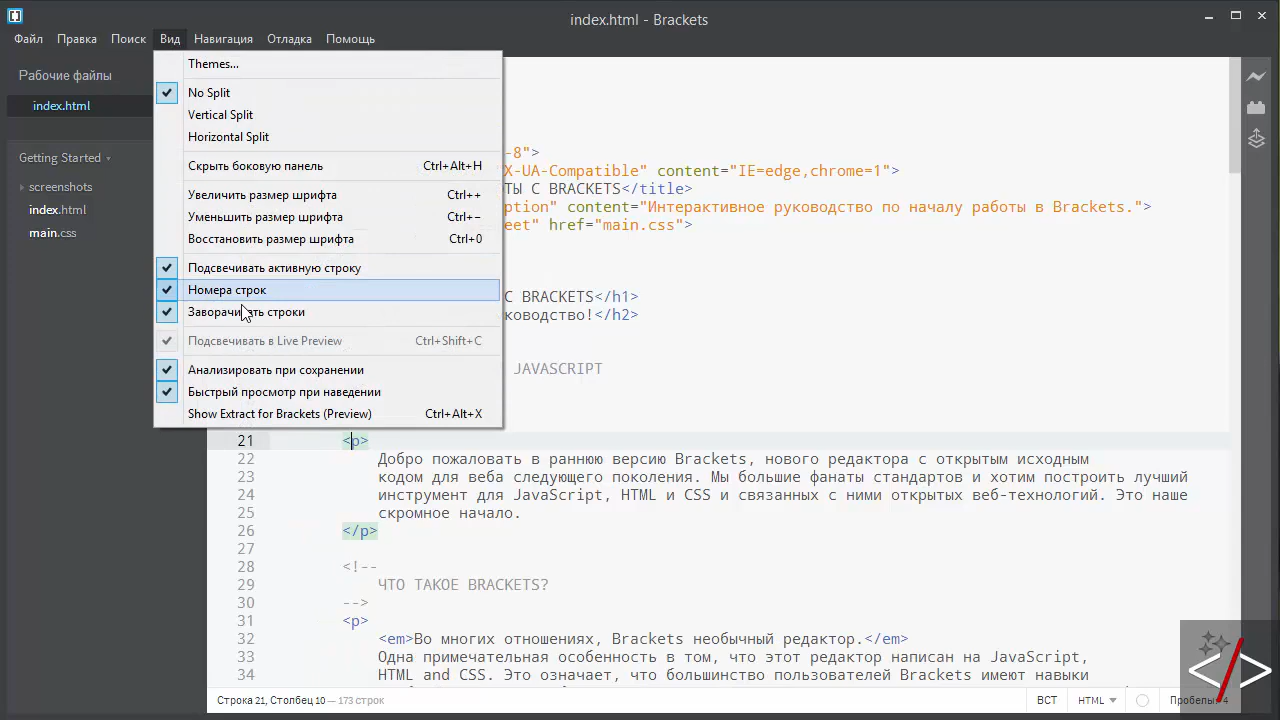 index.html - Brackets
Файл Правка Поиск Вид Навигация Отладка Помощь
Рабочие файлы
index.html
Getting Started
screenshots
index.html
main.css
Themes...
No Split
Vertical Split
Horizontal Split
Скрыть боковую панель Ctrl+Alt+H
Увеличить размер шрифта Ctrl++
Уменьшить размер шрифта Ctrl+−
Восстановить размер шрифта Ctrl+0
Подсвечивать активную строку
Номера строк
Заворачивать строки
Подсвечивать в Live Preview Ctrl+Shift+C
Анализировать при сохранении
Быстрый просмотр при наведении
Show Extract for Brackets (Preview) Ctrl+Alt+X
-8">
X-UA-Compatible" content="IE=edge,chrome=1">
ТЫ С BRACKETS</title>
ption" content="Интерактивное руководство по началу работы в Brackets.">
eet" href="main.css">
С BRACKETS</h1>
ководство!</h2>
JAVASCRIPT
21 <p>
22 Добро пожаловать в раннюю версию Brackets, нового редактора с открытым исходным
23 кодом для веба следующего поколения. Мы большие фанаты стандартов и хотим построить лучший
24 инструмент для JavaScript, HTML и CSS и связанных с ними открытых веб-технологий. Это наше
25 скромное начало.
26 </p>
27
28 <!--
29 ЧТО ТАКОЕ BRACKETS?
30 -->
31 <p>
32 <em>Во многих отношениях, Brackets необычный редактор.</em>
33 Одна примечательная особенность в том, что этот редактор написан на JavaScript,
34 HTML and CSS. Это означает, что большинство пользователей Brackets имеют навыки
Строка 21, Столбец 10 — 173 строк ВСТ HTML Пробелы: 4